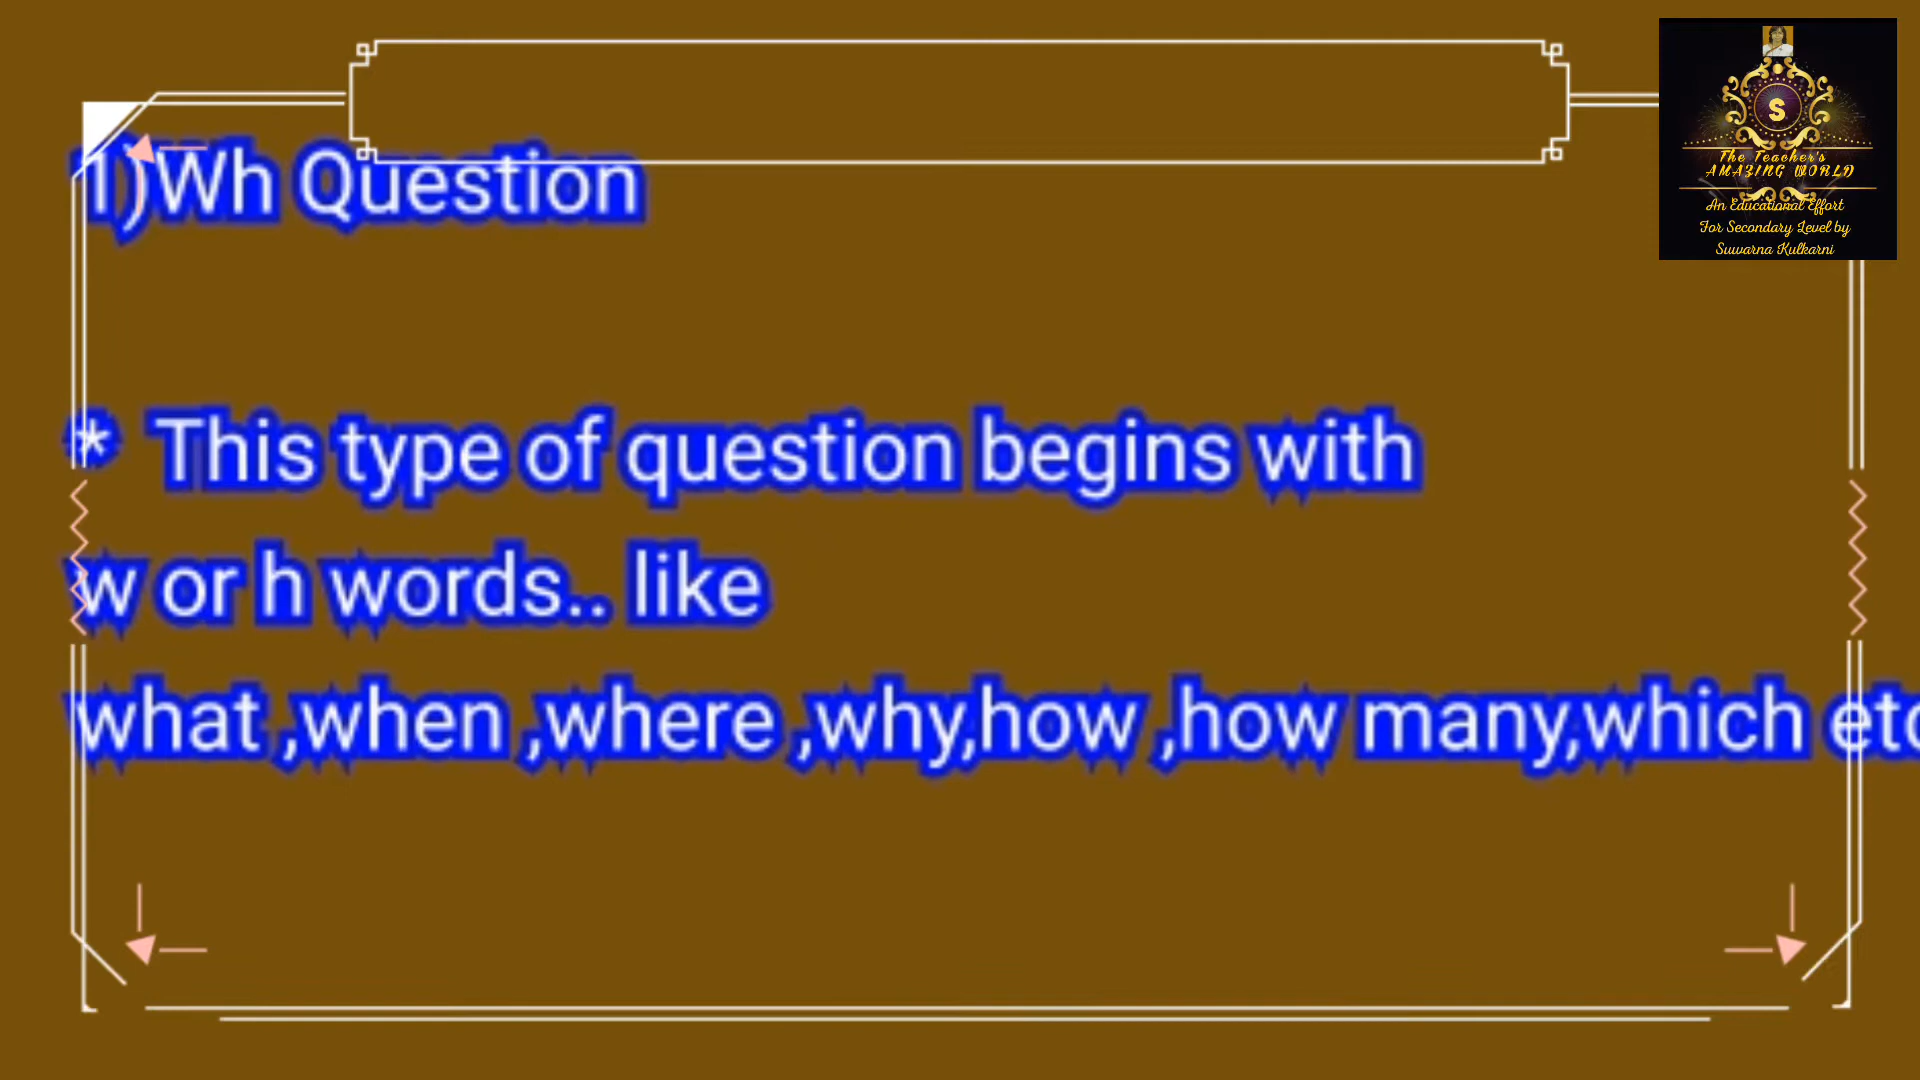 1)Wh Question
* This type of question begins with
w or h words.. like
what ,when ,where ,why,how ,how many,which etc
S
The Teacher's
AMAZING WORLD
An Educational Effort
For Secondary Level by
Suvarna Kulkarni